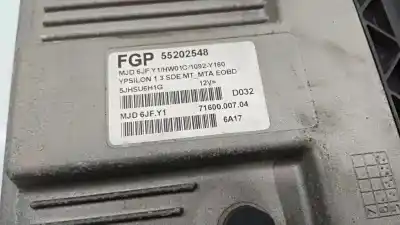 FGP 55202548
MJD 6JF.Y1/HW01C/1092-Y160
YPSILON 1.3 SDE MT_MTA EOBD
5JHSU6H1G 12V=
D032
MJD 6JF.Y1 71600.007.04
6A17